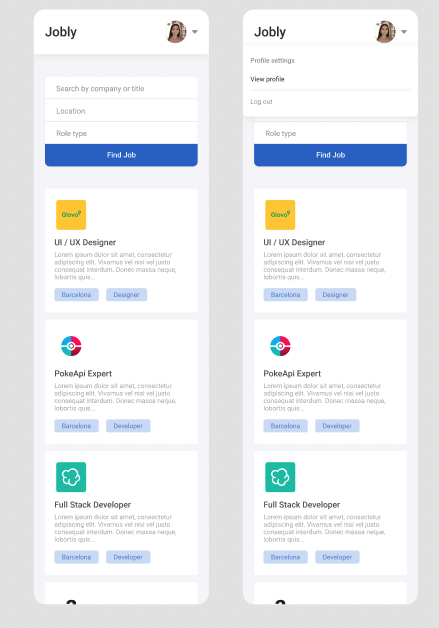 Jobly
Search by company or title
Location
Role type
Find Job
Glovo
UI / UX Designer
Lorem ipsum dolor sit amet, consectetur
adipiscing elit. Vivamus vel nisi vel justo
consequat interdum. Donec massa neque,
lobortis quis...
Barcelona
Designer
PokeApi Expert
Lorem ipsum dolor sit amet, consectetur
adipiscing elit. Vivamus vel nisi vel justo
consequat interdum. Donec massa neque,
lobortis quis...
Barcelona
Developer
Full Stack Developer
Lorem ipsum dolor sit amet, consectetur
adipiscing elit. Vivamus vel nisi vel justo
consequat interdum. Donec massa neque,
lobortis quis...
Barcelona
Developer
Jobly
Profile settings
View profile
Log out
Role type
Find Job
Glovo
UI / UX Designer
Lorem ipsum dolor sit amet, consectetur
adipiscing elit. Vivamus vel nisi vel justo
consequat interdum. Donec massa neque,
lobortis quis...
Barcelona
Designer
PokeApi Expert
Lorem ipsum dolor sit amet, consectetur
adipiscing elit. Vivamus vel nisi vel justo
consequat interdum. Donec massa neque,
lobortis quis...
Barcelona
Developer
Full Stack Developer
Lorem ipsum dolor sit amet, consectetur
adipiscing elit. Vivamus vel nisi vel justo
consequat interdum. Donec massa neque,
lobortis quis...
Barcelona
Developer